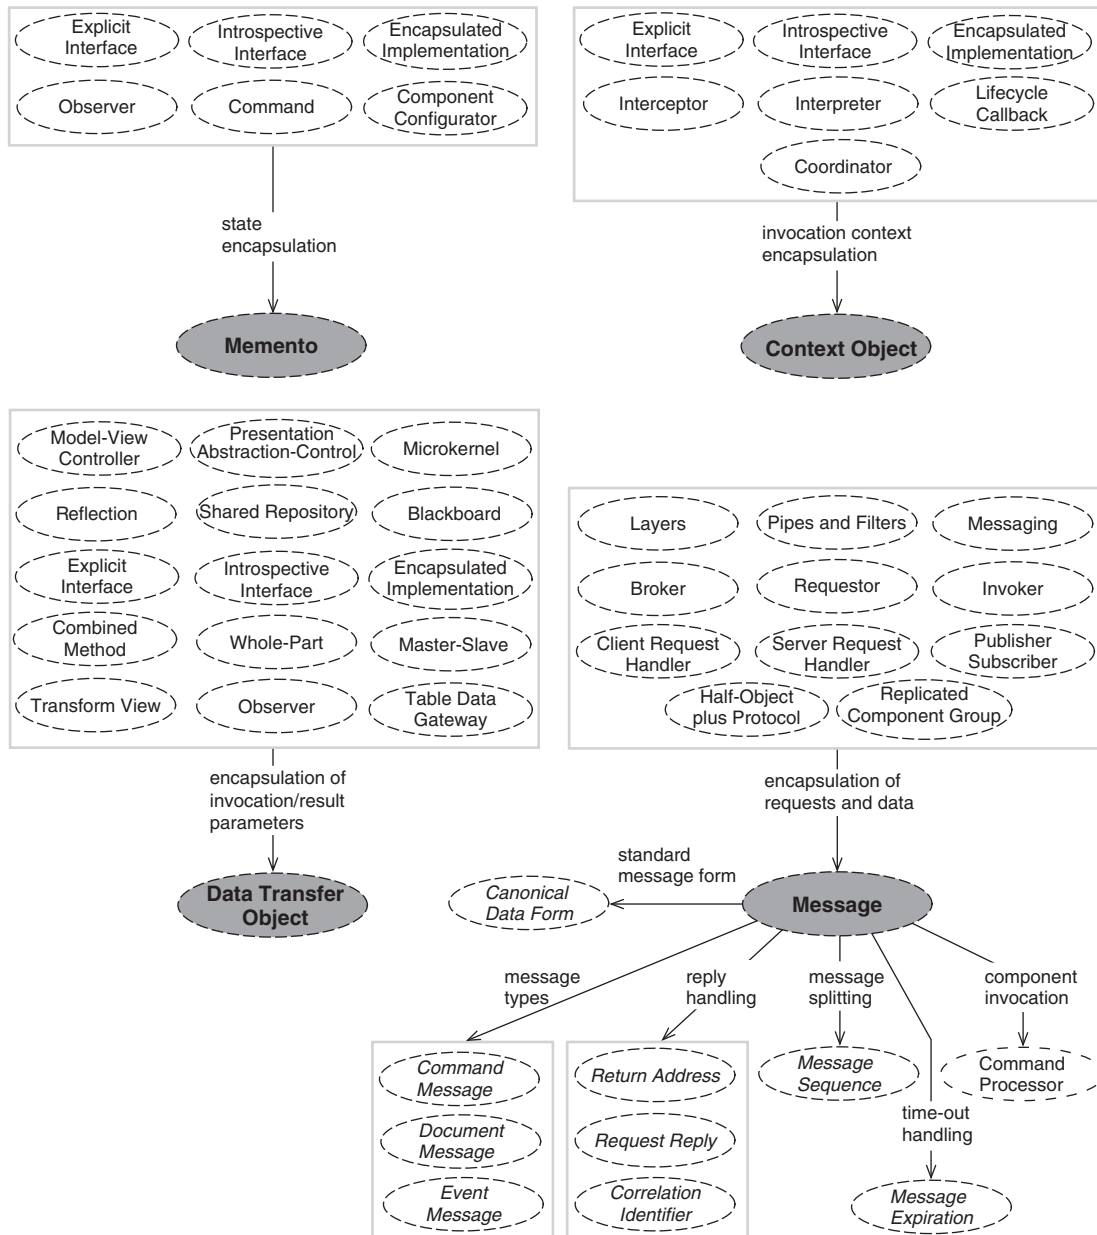 Explicit
Interface
Introspective
Interface
Encapsulated
Implementation
Observer
Command
Component
Configurator
state
encapsulation
Memento
Explicit
Interface
Introspective
Interface
Encapsulated
Implementation
Interceptor
Interpreter
Lifecycle
Callback
Coordinator
invocation context
encapsulation
Context Object
Model-View
Controller
Presentation
Abstraction-Control
Microkernel
Reflection
Shared Repository
Blackboard
Explicit
Interface
Introspective
Interface
Encapsulated
Implementation
Combined
Method
Whole-Part
Master-Slave
Transform View
Observer
Table Data
Gateway
encapsulation of
invocation/result
parameters
Data Transfer
Object
Layers
Pipes and Filters
Messaging
Broker
Requestor
Invoker
Client Request
Handler
Server Request
Handler
Publisher
Subscriber
Half-Object
plus Protocol
Replicated
Component Group
encapsulation of
requests and data
standard
message form
Canonical
Data Form
Message
message
types
reply
handling
message
splitting
component
invocation
Command
Message
Document
Message
Event
Message
Return Address
Request Reply
Correlation
Identifier
Message
Sequence
Command
Processor
time-out
handling
Message
Expiration